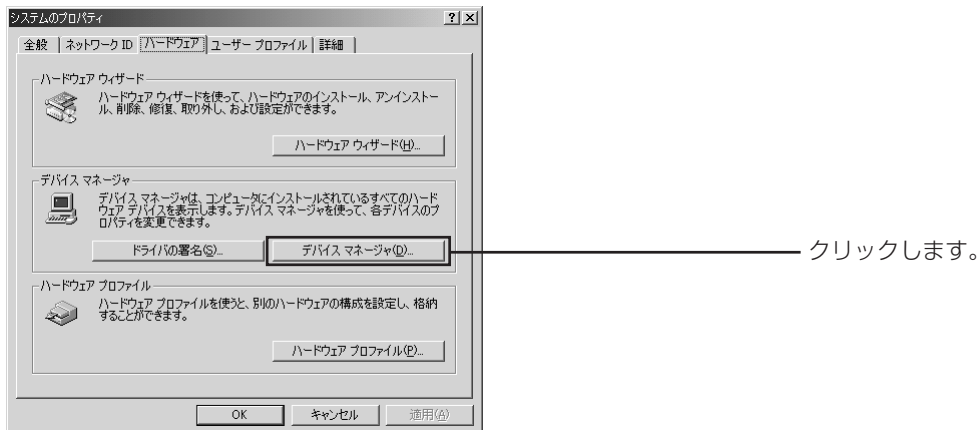 システムのプロパティ
全般 ネットワーク ID ハードウェア ユーザー プロファイル 詳細
ハードウェア ウィザード
ハードウェア ウィザードを使って、ハードウェアのインストール、アンインストー
ル、削除、修復、取り外し、および設定ができます。
ハードウェア ウィザード(H)...
デバイス マネージャ
デバイス マネージャは、コンピュータにインストールされているすべてのハード
ウェア デバイスを表示します。デバイス マネージャを使って、各デバイスのプ
ロパティを変更できます。
ドライバの署名(S)... デバイス マネージャ(D)...
クリックします。
ハードウェア プロファイル
ハードウェア プロファイルを使うと、別のハードウェアの構成を設定し、格納
することができます。
ハードウェア プロファイル(P)...
OK キャンセル 適用(A)